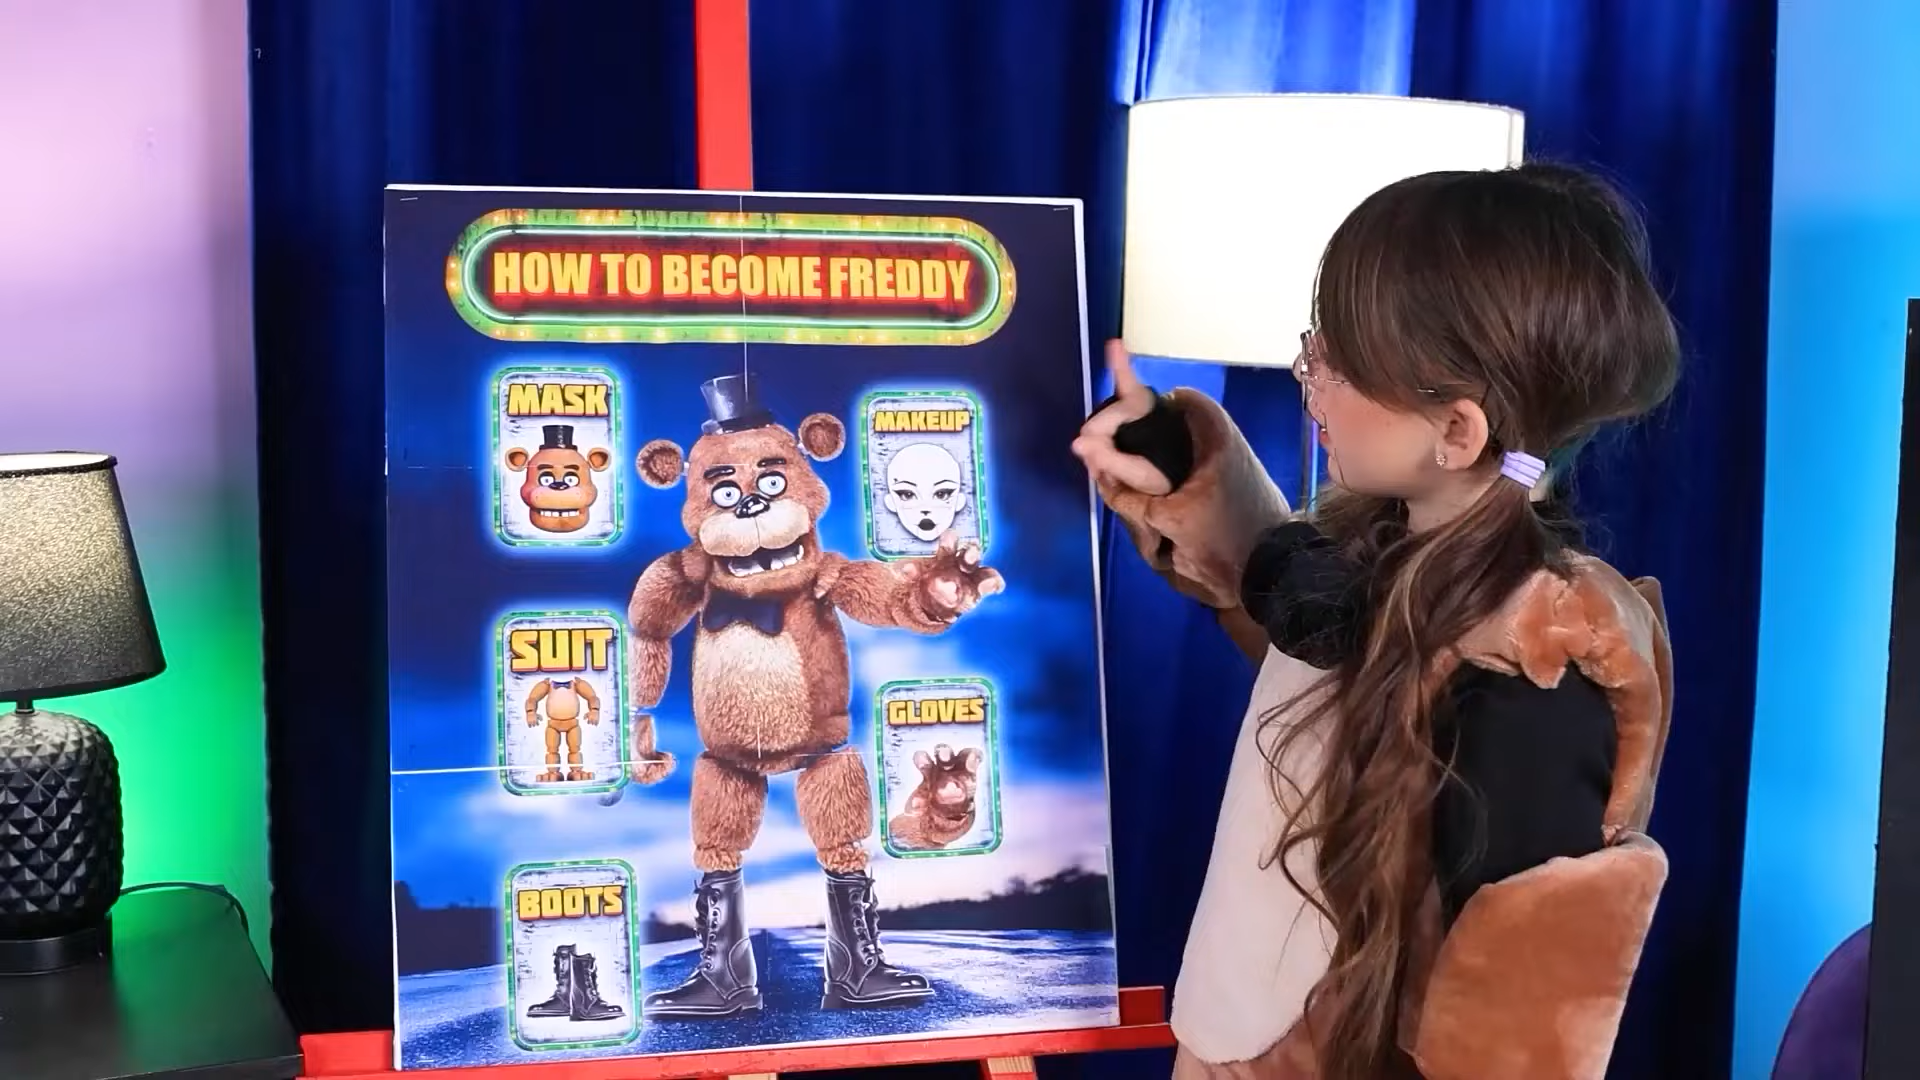 HOW TO BECOME FREDDY
MASK
MAKEUP
SUIT
GLOVES
BOOTS